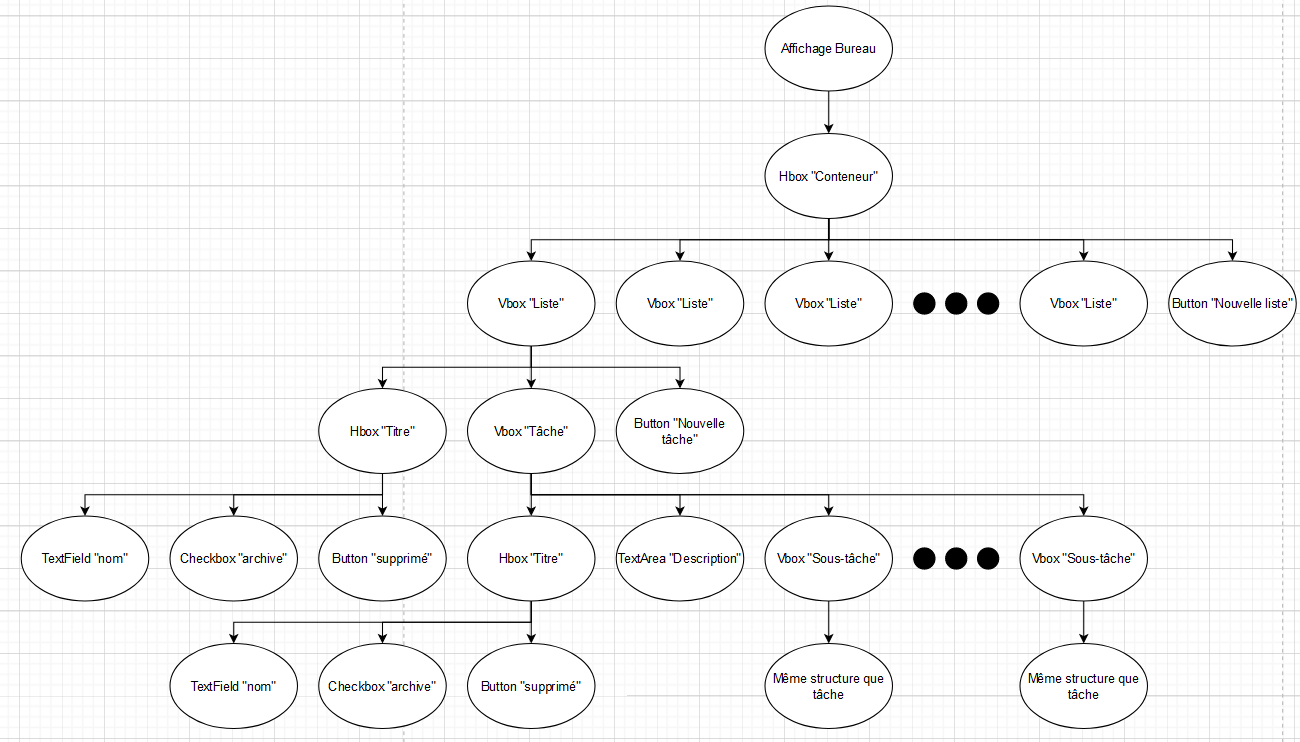 Affichage Bureau
Hbox "Conteneur"
Vbox "Liste"
Vbox "Liste"
Vbox "Liste"
Vbox "Liste"
Button "Nouvelle liste"
Hbox "Titre"
Vbox "Tâche"
Button "Nouvelle
tâche"
TextField "nom"
Checkbox "archive"
Button "supprimé"
Hbox "Titre"
TextArea "Description"
Vbox "Sous-tâche"
Vbox "Sous-tâche"
TextField "nom"
Checkbox "archive"
Button "supprimé"
Même structure que
tâche
Même structure que
tâche